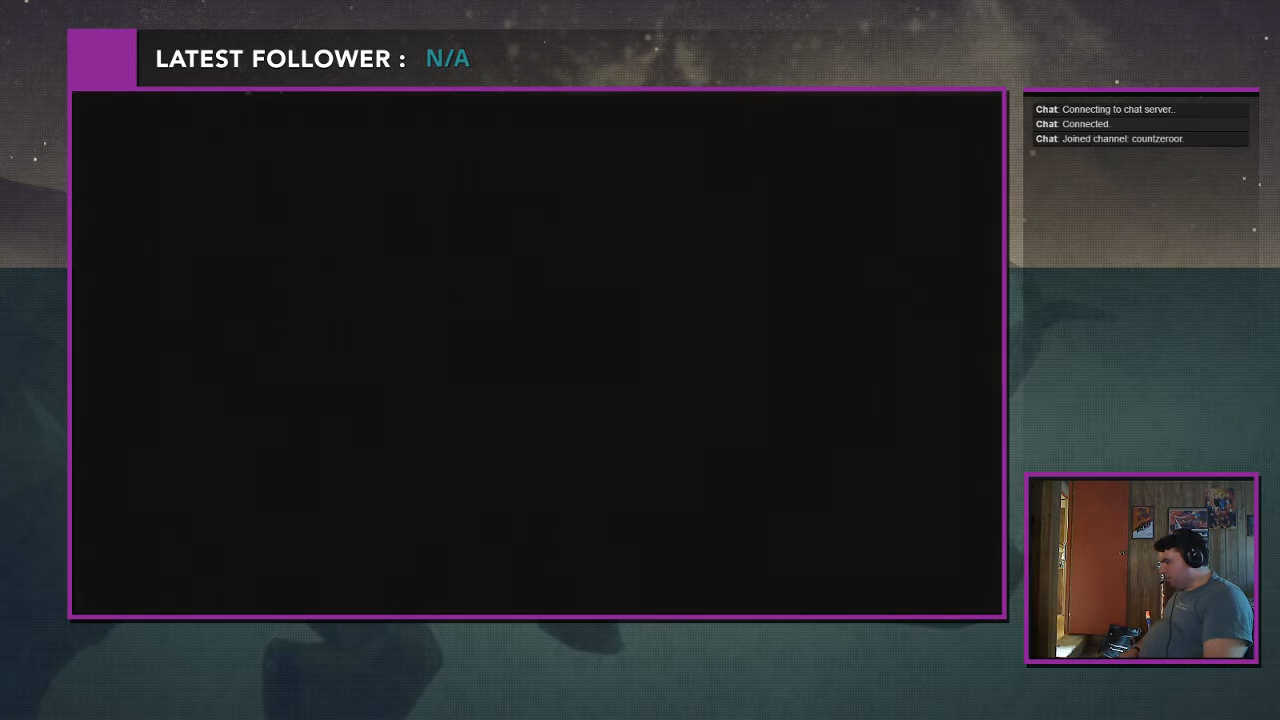 LATEST FOLLOWER : N/A
Chat: Connecting to chat server..
Chat: Connected.
Chat: Joined channel: countzeroor.